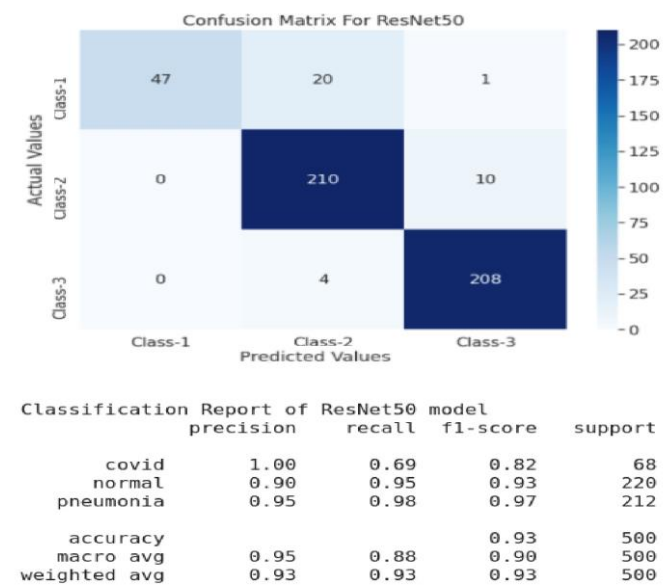 Confusion Matrix For ResNet50
Actual Values
Class-1
47 20 1
Class-2
0 210 10
Class-3
0 4 208
Class-1 Class-2 Class-3
Predicted Values
200
175
150
125
100
75
50
25
0
Classification Report of ResNet50 model
precision recall f1-score support
covid 1.00 0.69 0.82 68
normal 0.90 0.95 0.93 220
pneumonia 0.95 0.98 0.97 212
accuracy 0.93 500
macro avg 0.95 0.88 0.90 500
weighted avg 0.93 0.93 0.93 500